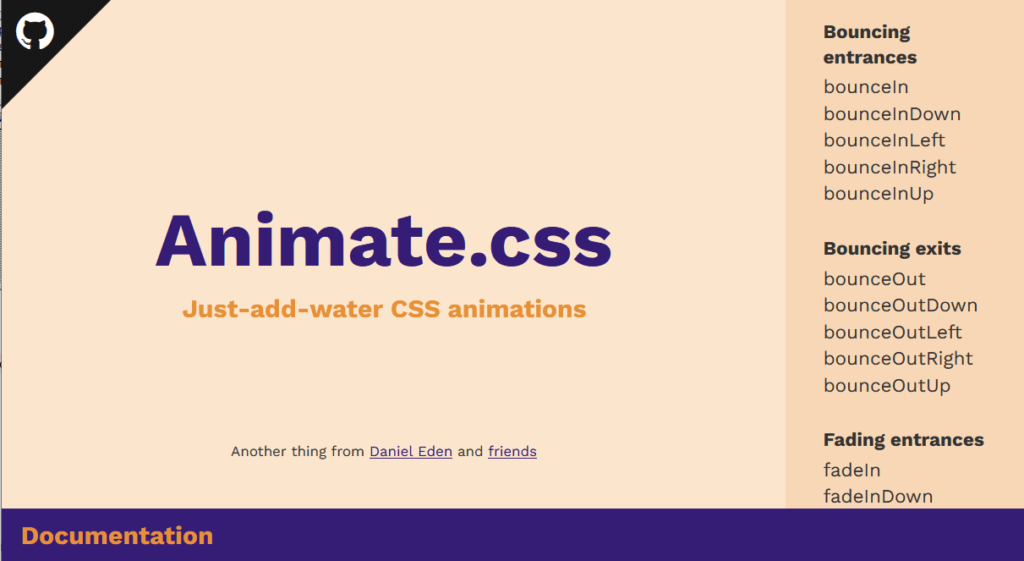 Animate.css
Just-add-water CSS animations
Another thing from Daniel Eden and friends
Bouncing
entrances
bounceIn
bounceInDown
bounceInLeft
bounceInRight
bounceInUp
Bouncing exits
bounceOut
bounceOutDown
bounceOutLeft
bounceOutRight
bounceOutUp
Fading entrances
fadeIn
fadeInDown
Documentation